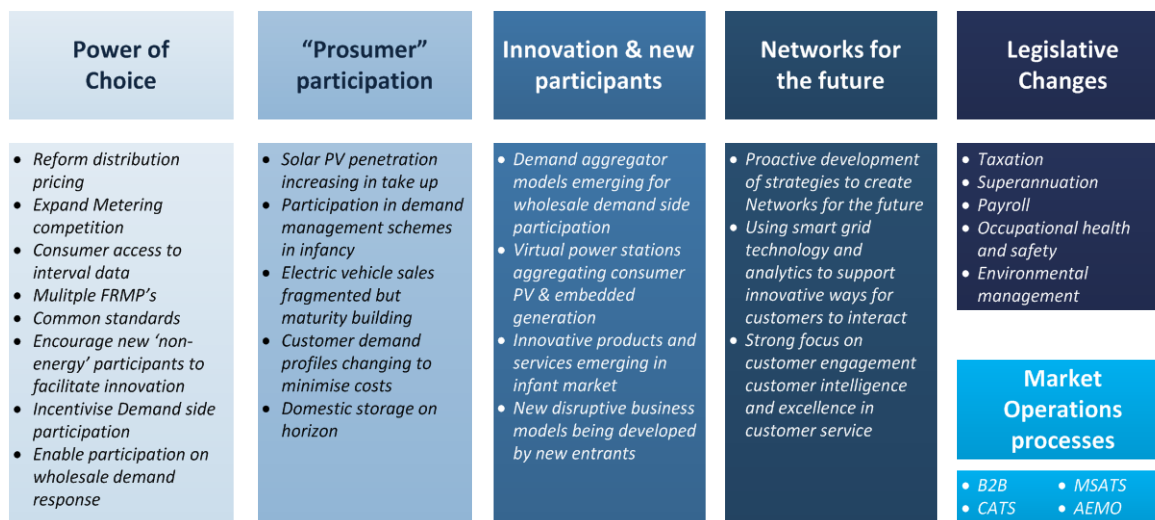 Power of
Choice
• Reform distribution
pricing
• Expand Metering
competition
• Consumer access to
interval data
• Mulitple FRMP's
• Common standards
• Encourage new ‘non-
energy’ participants to
facilitate innovation
• Incentivise Demand side
participation
• Enable participation on
wholesale demand
response
“Prosumer”
participation
• Solar PV penetration
increasing in take up
• Participation in demand
management schemes
in infancy
• Electric vehicle sales
fragmented but
maturity building
• Customer demand
profiles changing to
minimise costs
• Domestic storage on
horizon
Innovation & new
participants
• Demand aggregator
models emerging for
wholesale demand side
participation
• Virtual power stations
aggregating consumer
PV & embedded
generation
• Innovative products and
services emerging in
infant market
• New disruptive business
models being developed
by new entrants
Networks for
the future
• Proactive development
of strategies to create
Networks for the future
• Using smart grid
technology and
analytics to support
innovative ways for
customers to interact
• Strong focus on
customer engagement
customer intelligence
and excellence in
customer service
Legislative
Changes
• Taxation
• Superannuation
• Payroll
• Occupational health
and safety
• Environmental
management
Market
Operations
processes
• B2B • MSATS
• CATS • AEMO